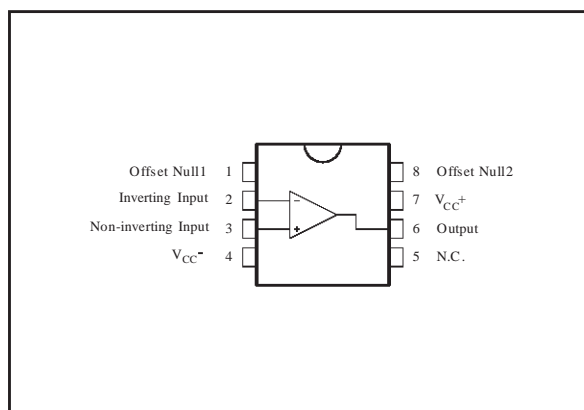 Offset Null1 1 8 Offset Null2
Inverting Input 2 - 7 VCC+
Non-inverting Input 3 + 6 Output
VCC- 4 5 N.C.